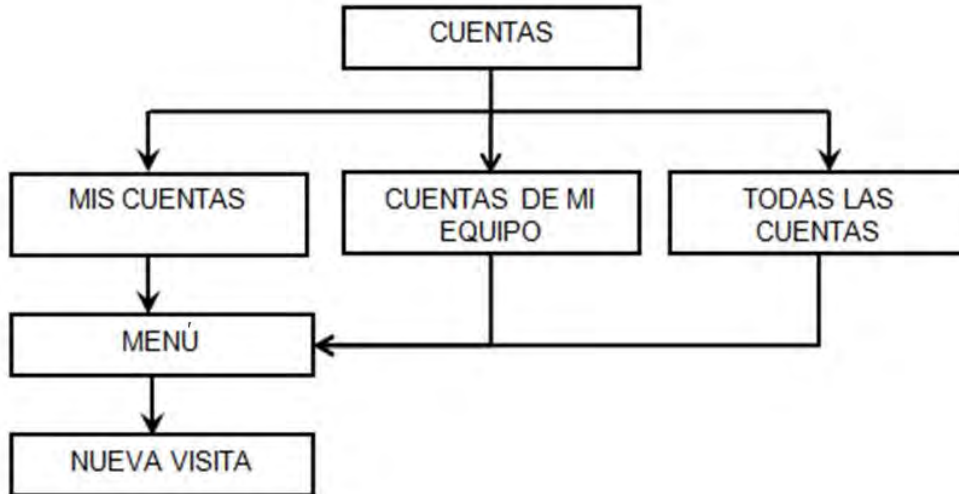 CUENTAS
MIS CUENTAS
CUENTAS DE MI
EQUIPO
TODAS LAS
CUENTAS
MENÚ
NUEVA VISITA